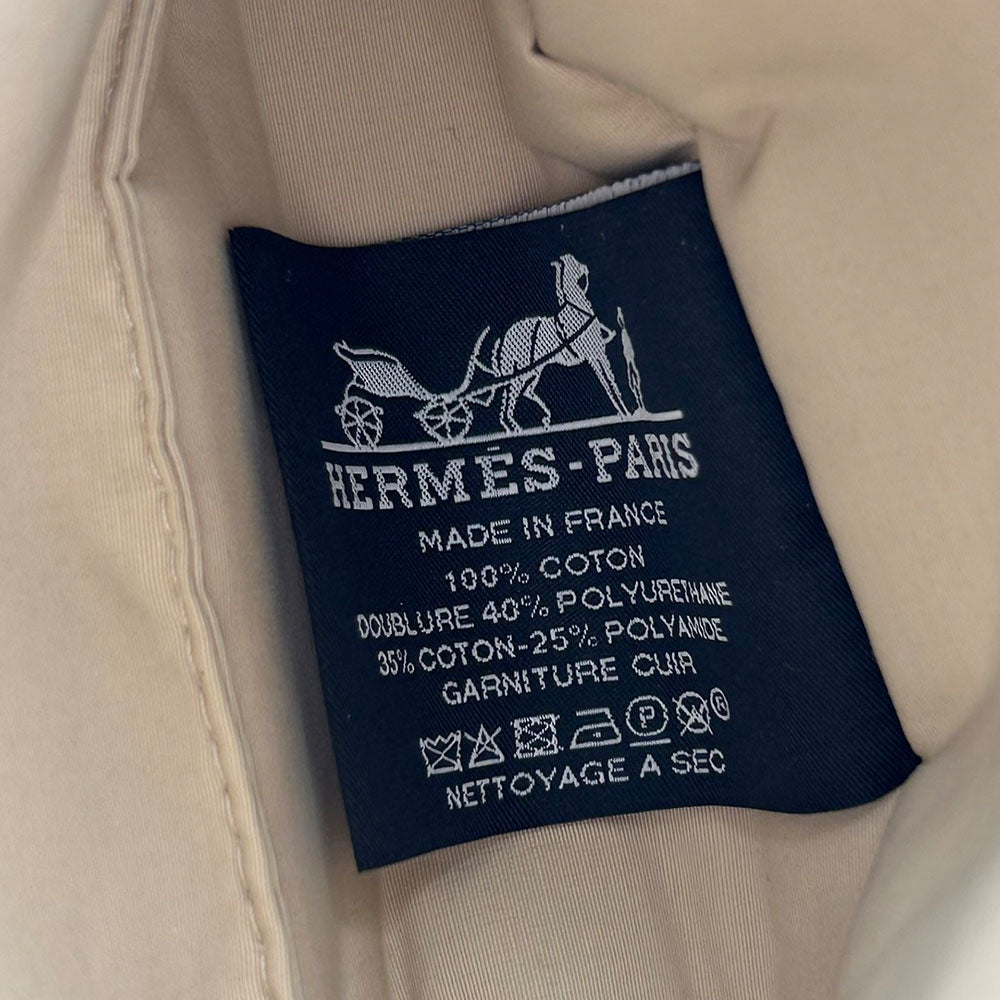 HERMÈS-PARIS
MADE IN FRANCE
100% COTON
DOUBLURE 40% POLYURETHANE
35% COTON-25% POLYAMIDE
GARNITURE CUIR
P ®
NETTOYAGE A SEC